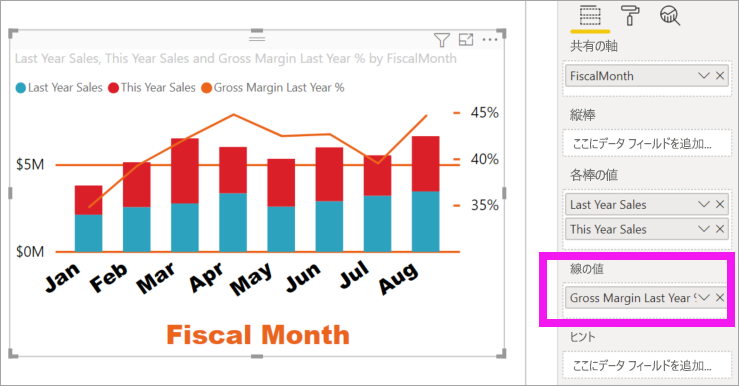 Last Year Sales, This Year Sales and Gross Margin Last Year % by FiscalMonth
Last Year Sales This Year Sales Gross Margin Last Year %
45%
$5M
40%
35%
$0M
Jan Feb Mar Apr May Jun Jul Aug
Fiscal Month
共有の軸
FiscalMonth
縦棒
ここにデータ フィールドを追加...
各棒の値
Last Year Sales
This Year Sales
線の値
Gross Margin Last Year
ヒント
ここにデータ フィールドを追加...